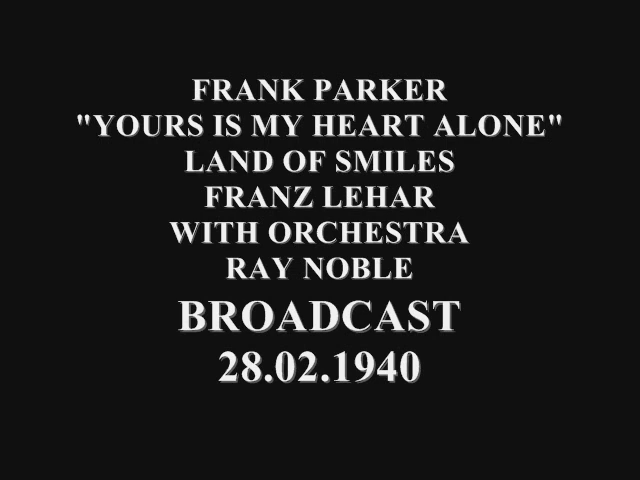 FRANK PARKER
"YOURS IS MY HEART ALONE"
LAND OF SMILES
FRANZ LEHAR
WITH ORCHESTRA
RAY NOBLE
BROADCAST
28.02.1940